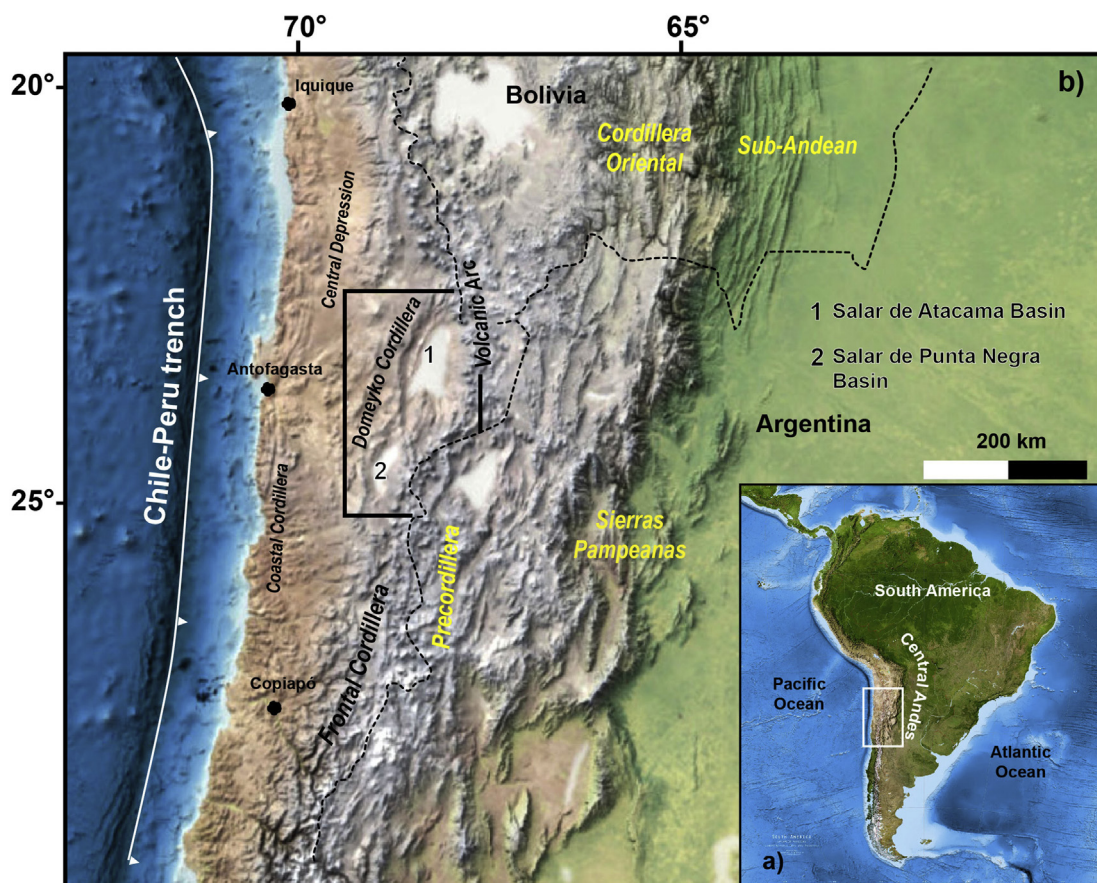 70°
65°
20°
25°
b)
Iquique
Bolivia
Cordillera
Oriental
Sub-Andean
Central Depression
Chile-Peru trench
Volcanic Arc
Domeyko Cordillera
1
2
Antofagasta
1 Salar de Atacama Basin
2 Salar de Punta Negra
Basin
Argentina
200 km
Coastal Cordillera
Sierras
Pampeanas
Precordillera
Frontal Cordillera
Copiapó
South America
Central Andes
Pacific
Ocean
Atlantic
Ocean
a)